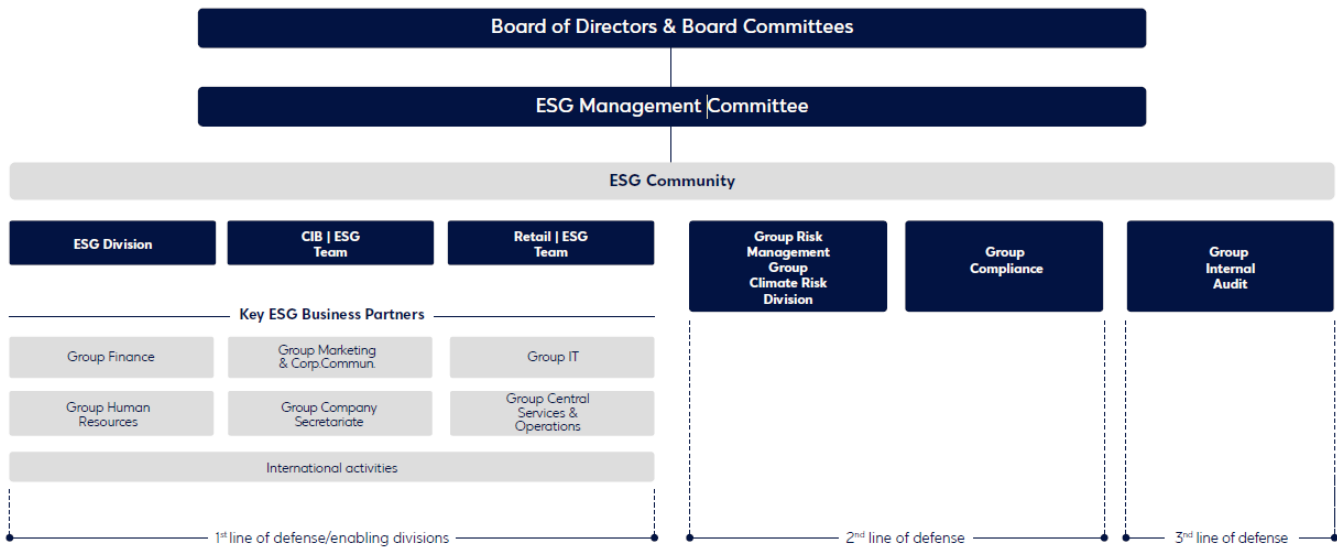 Board of Directors & Board Committees
ESG Management Committee
ESG Community
ESG Division
CIB | ESG
Team
Retail | ESG
Team
Group Risk
Management
Group
Climate Risk
Division
Group
Compliance
Group
Internal
Audit
Key ESG Business Partners
Group Finance
Group Marketing
& Corp.Commun.
Group IT
Group Human
Resources
Group Company
Secretariate
Group Central
Services &
Operations
International activities
1st line of defense/enabling divisions
2nd line of defense
3nd line of defense